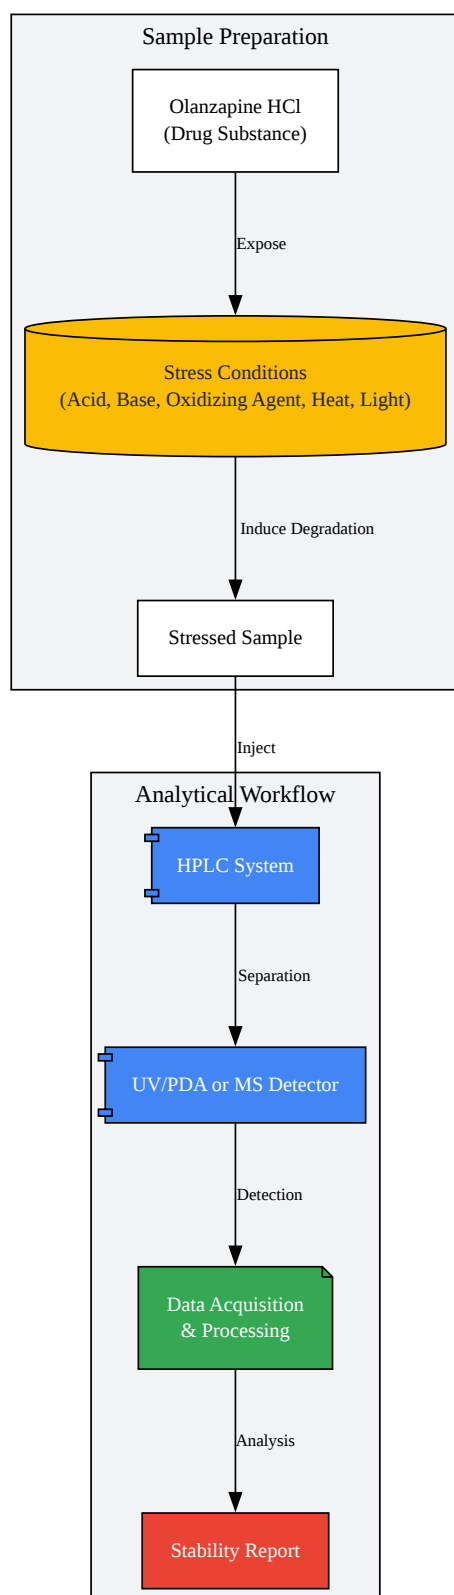 Sample Preparation
Olanzapine HCl
(Drug Substance)
Expose
Stress Conditions
(Acid, Base, Oxidizing Agent, Heat, Light)
Induce Degradation
Stressed Sample
Inject
Analytical Workflow
HPLC System
Separation
UV/PDA or MS Detector
Detection
Data Acquisition
& Processing
Analysis
Stability Report